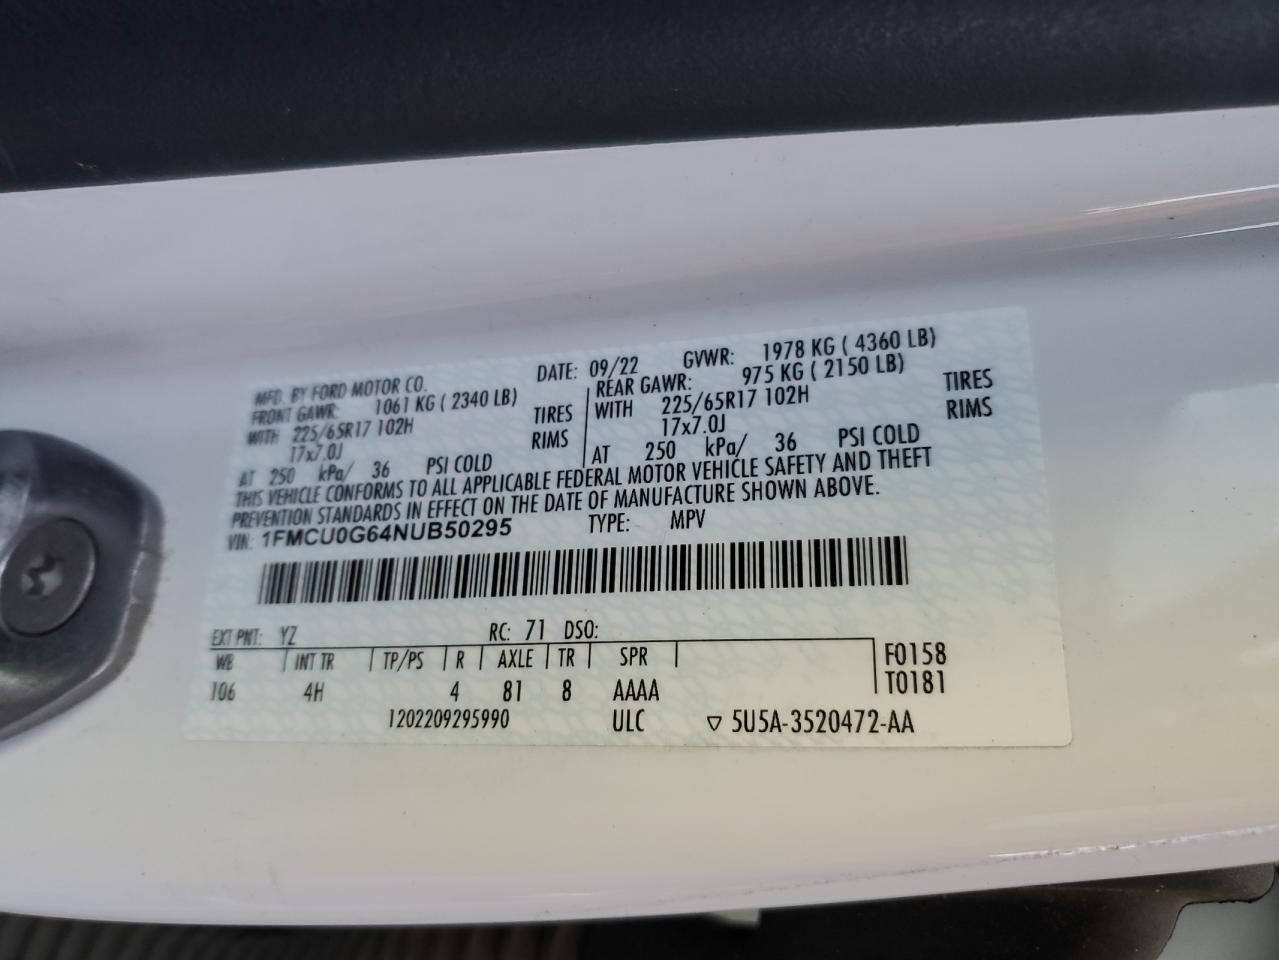 MFD. BY FORD MOTOR CO. DATE: 09/22 GVWR: 1978 KG ( 4360 LB)
FRONT GAWR: 1061 KG ( 2340 LB) REAR GAWR: 975 KG ( 2150 LB)
WITH 225/65R17 102H TIRES WITH 225/65R17 102H TIRES
17x7.0J RIMS 17x7.0J RIMS
AT 250 kPa/ 36 PSI COLD AT 250 kPa/ 36 PSI COLD
THIS VEHICLE CONFORMS TO ALL APPLICABLE FEDERAL MOTOR VEHICLE SAFETY AND THEFT
PREVENTION STANDARDS IN EFFECT ON THE DATE OF MANUFACTURE SHOWN ABOVE.
VIN: 1FMCU0G64NUB50295 TYPE: MPV
EXT PNT: YZ RC: 71 DSO:
WB INT TR TP/PS R AXLE TR SPR F0158
106 4H 4 81 8 AAAA T0181
1202209295990 ULC ▽ 5U5A-3520472-AA